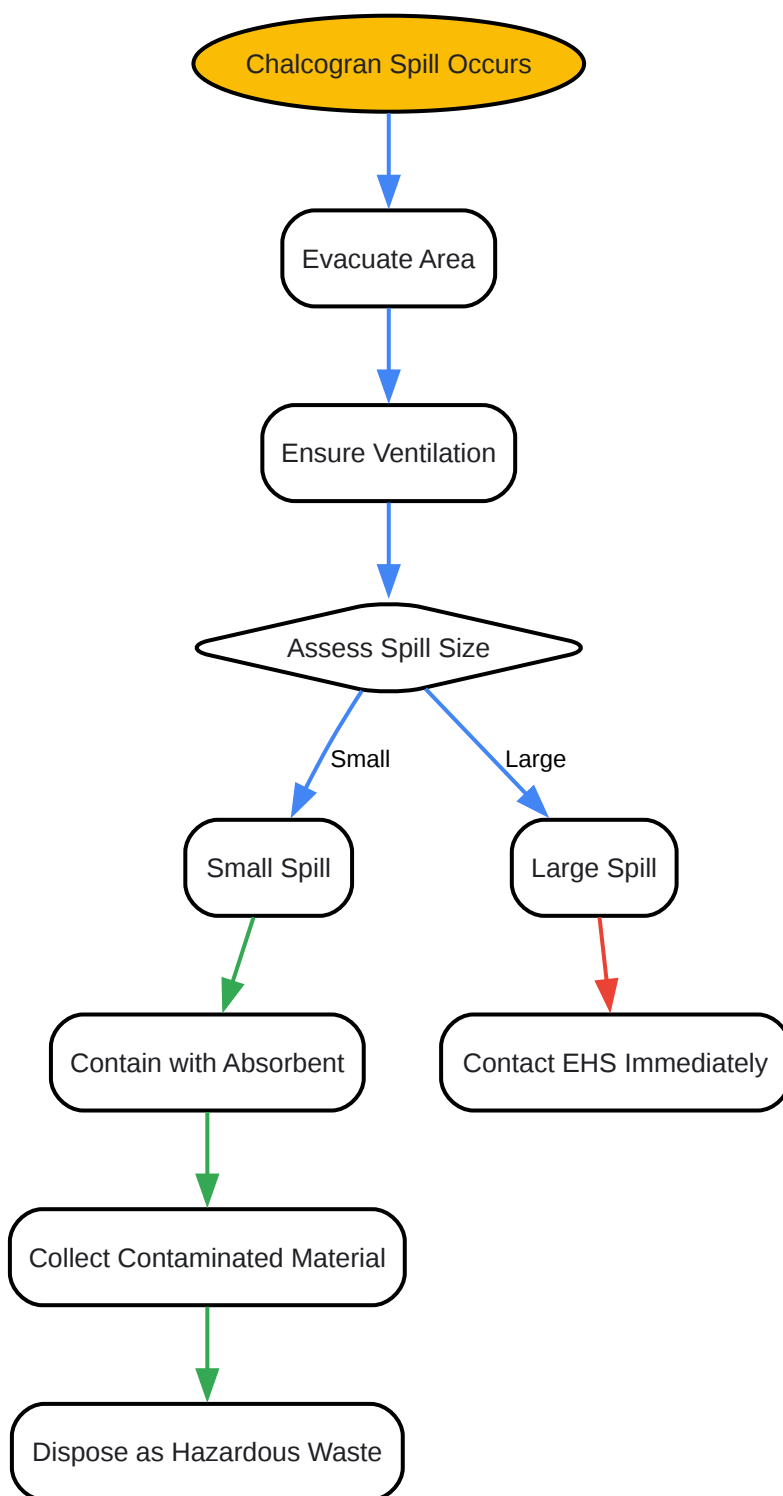 Chalcogran Spill Occurs
Evacuate Area
Ensure Ventilation
Assess Spill Size
Small
Large
Small Spill
Large Spill
Contain with Absorbent
Contact EHS Immediately
Collect Contaminated Material
Dispose as Hazardous Waste